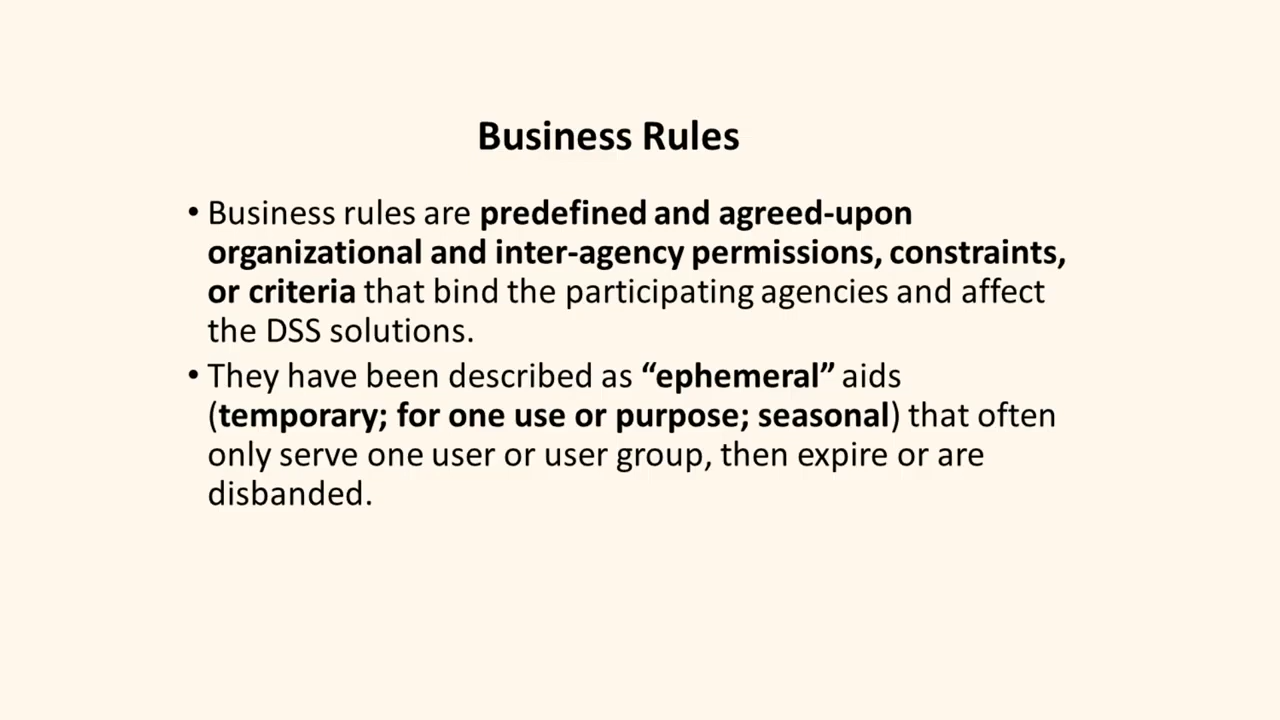 Business Rules
• Business rules are predefined and agreed-upon
organizational and inter-agency permissions, constraints,
or criteria that bind the participating agencies and affect
the DSS solutions.
• They have been described as “ephemeral” aids
(temporary; for one use or purpose; seasonal) that often
only serve one user or user group, then expire or are
disbanded.